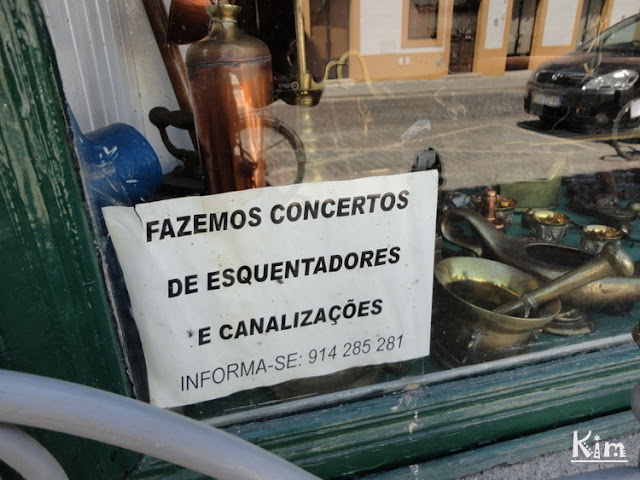 FAZEMOS CONCERTOS
DE ESQUENTADORES
E CANALIZAÇÕES
INFORMA-SE: 914 285 281
Kim